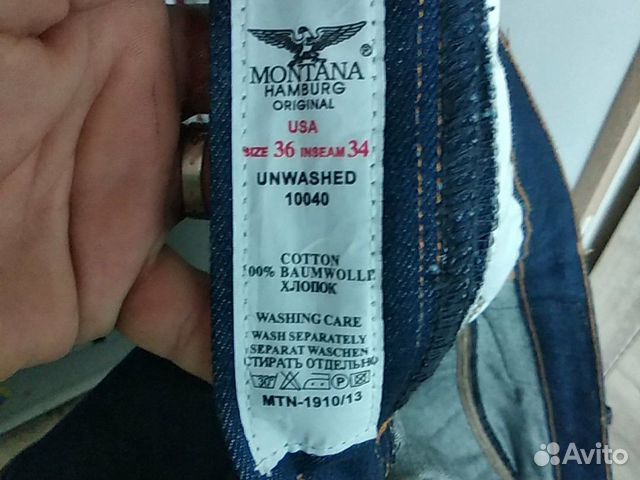 MONTANA
®
HAMBURG
ORIGINAL
USA
SIZE 36 INSEAM 34
UNWASHED
10040
COTTON
100% BAUMWOLLE
ХЛОПОК
WASHING CARE
WASH SEPARATELY
SEPARAT WASCHEN
СТИРАТЬ ОТДЕЛЬНО
30° P
MTN-1910/13
Avito